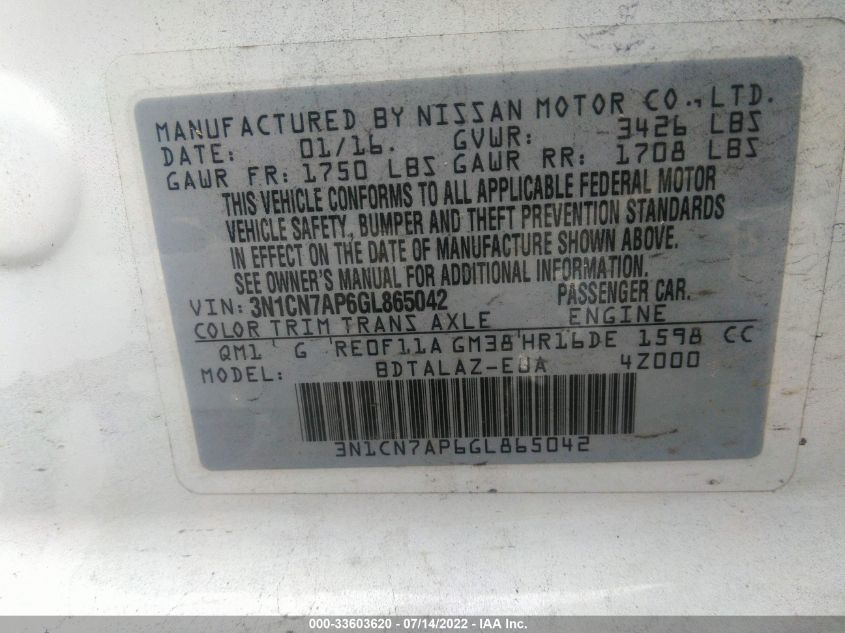 MANUFACTURED BY NISSAN MOTOR CO., LTD.
DATE: 01/16. GVWR: 3426 LBS
GAWR FR: 1750 LBS GAWR RR: 1708 LBS
THIS VEHICLE CONFORMS TO ALL APPLICABLE FEDERAL MOTOR
VEHICLE SAFETY, BUMPER AND THEFT PREVENTION STANDARDS
IN EFFECT ON THE DATE OF MANUFACTURE SHOWN ABOVE.
SEE OWNER'S MANUAL FOR ADDITIONAL INFORMATION.
VIN: 3N1CN7AP6GL865042 PASSENGER CAR.
COLOR TRIM TRANS AXLE ENGINE
QM1 ' G 'RE0F11A GM38'HR16DE 1598 CC
MODEL: BDTALAZ-EUA 4Z000
3N1CN7AP6GL865042
000-33603620 - 07/14/2022 - IAA Inc.